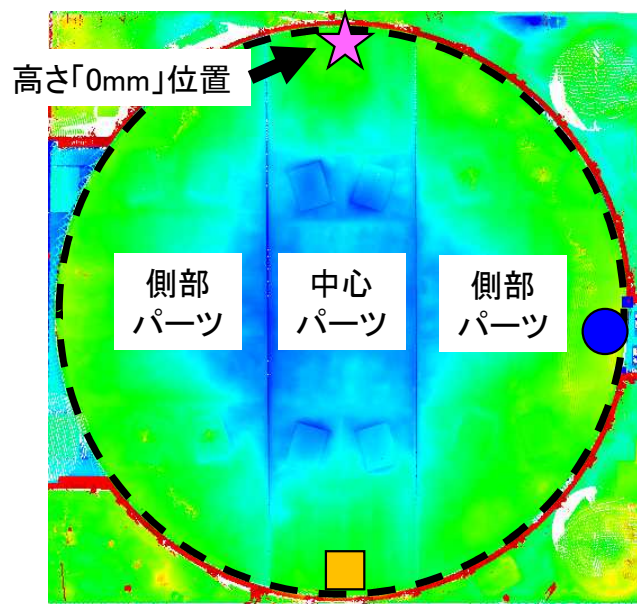 高さ「0mm」位置
側部
パーツ
中心
パーツ
側部
パーツ